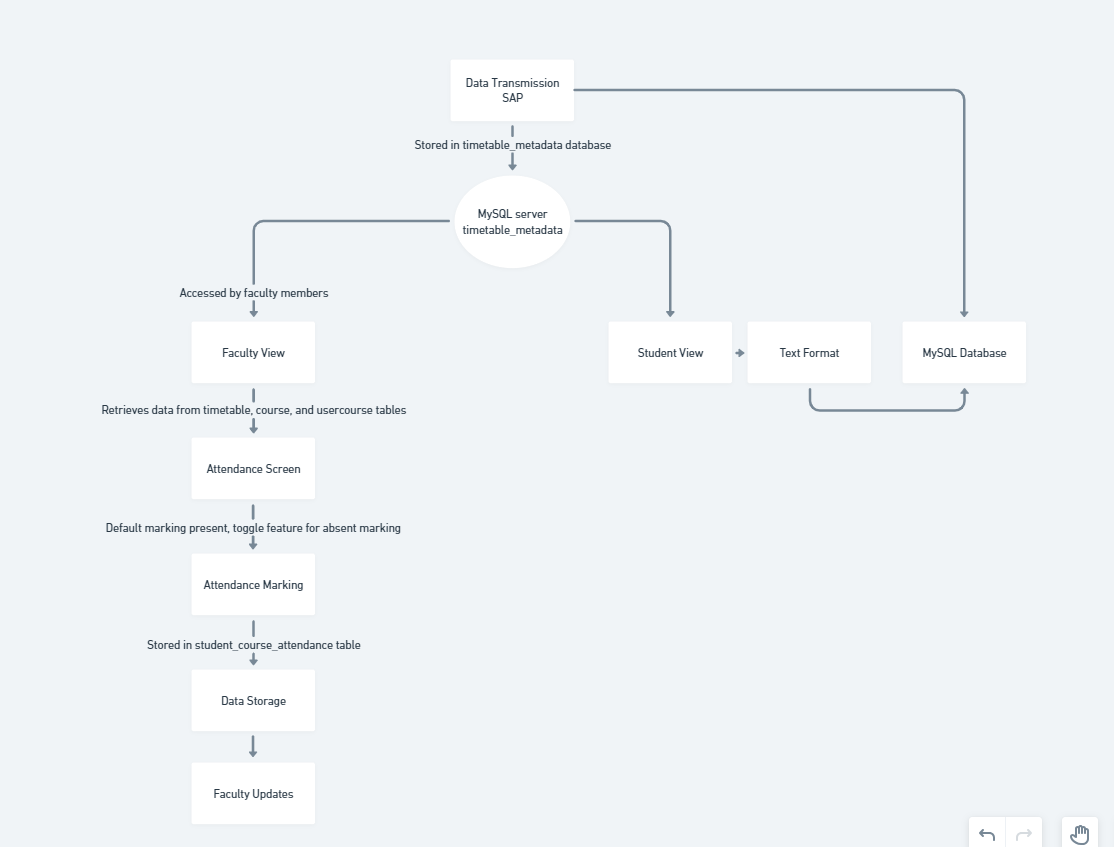 Data Transmission
SAP
Stored in timetable_metadata database
MySQL server
timetable_metadata
Accessed by faculty members
Faculty View
Student View
Text Format
MySQL Database
Retrieves data from timetable, course, and usercourse tables
Attendance Screen
Default marking present, toggle feature for absent marking
Attendance Marking
Stored in student_course_attendance table
Data Storage
Faculty Updates